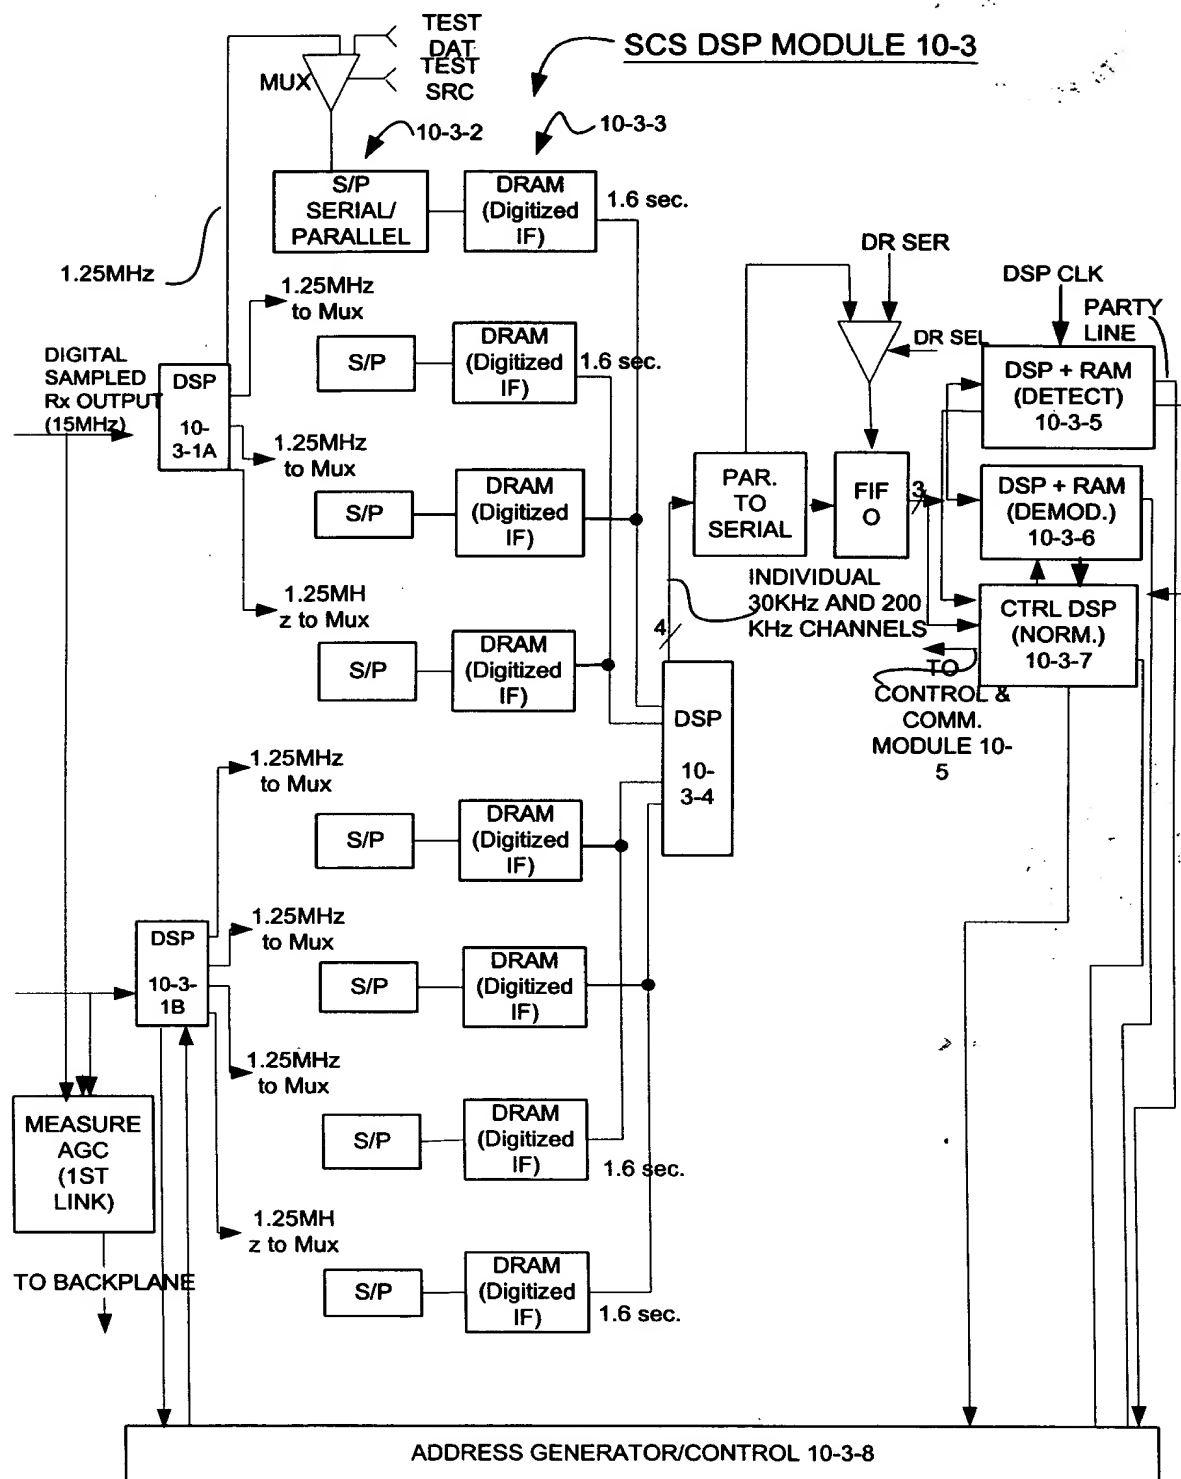 TEST
DAT
TEST
SRC
MUX
SCS DSP MODULE 10-3
10-3-2
10-3-3
S/P
SERIAL/
PARALLEL
DRAM
(Digitized
IF)
1.6 sec.
1.25MHz
1.25MHz
to Mux
DR SER
DSP CLK
PARTY
LINE
S/P
DRAM
(Digitized
IF)
1.6 sec.
DR SEL
DIGITAL
SAMPLED
Rx OUTPUT
(15MHz)
DSP
10-
3-1A
DSP + RAM
(DETECT)
10-3-5
1.25MHz
to Mux
S/P
DRAM
(Digitized
IF)
PAR.
TO
SERIAL
FIF
O
3
DSP + RAM
(DEMOD.)
10-3-6
1.25MH
z to Mux
INDIVIDUAL
30KHz AND 200
KHz CHANNELS
CTRL DSP
(NORM.)
10-3-7
S/P
DRAM
(Digitized
IF)
4
TO
CONTROL &
COMM.
MODULE 10-
5
DSP
10-
3-4
1.25MHz
to Mux
S/P
DRAM
(Digitized
IF)
1.25MHz
to Mux
DSP
10-3-
1B
S/P
DRAM
(Digitized
IF)
1.25MHz
to Mux
MEASURE
AGC
(1ST
LINK)
S/P
DRAM
(Digitized
IF)
1.6 sec.
1.25MH
z to Mux
TO BACKPLANE
S/P
DRAM
(Digitized
IF)
1.6 sec.
ADDRESS GENERATOR/CONTROL 10-3-8